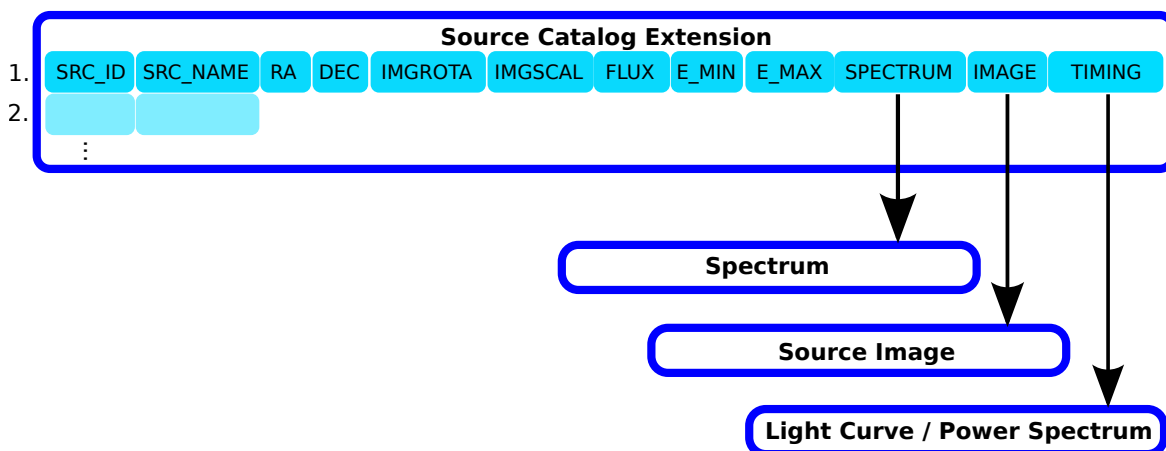 Source Catalog Extension
1. SRC_ID SRC_NAME RA DEC IMGROTA IMGSCAL FLUX E_MIN E_MAX SPECTRUM IMAGE TIMING
2.
...
Spectrum
Source Image
Light Curve / Power Spectrum